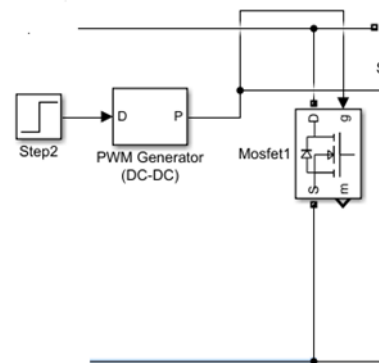 S
D
P
D
g
Mosfet1
S
m
Step2
PWM Generator
(DC-DC)